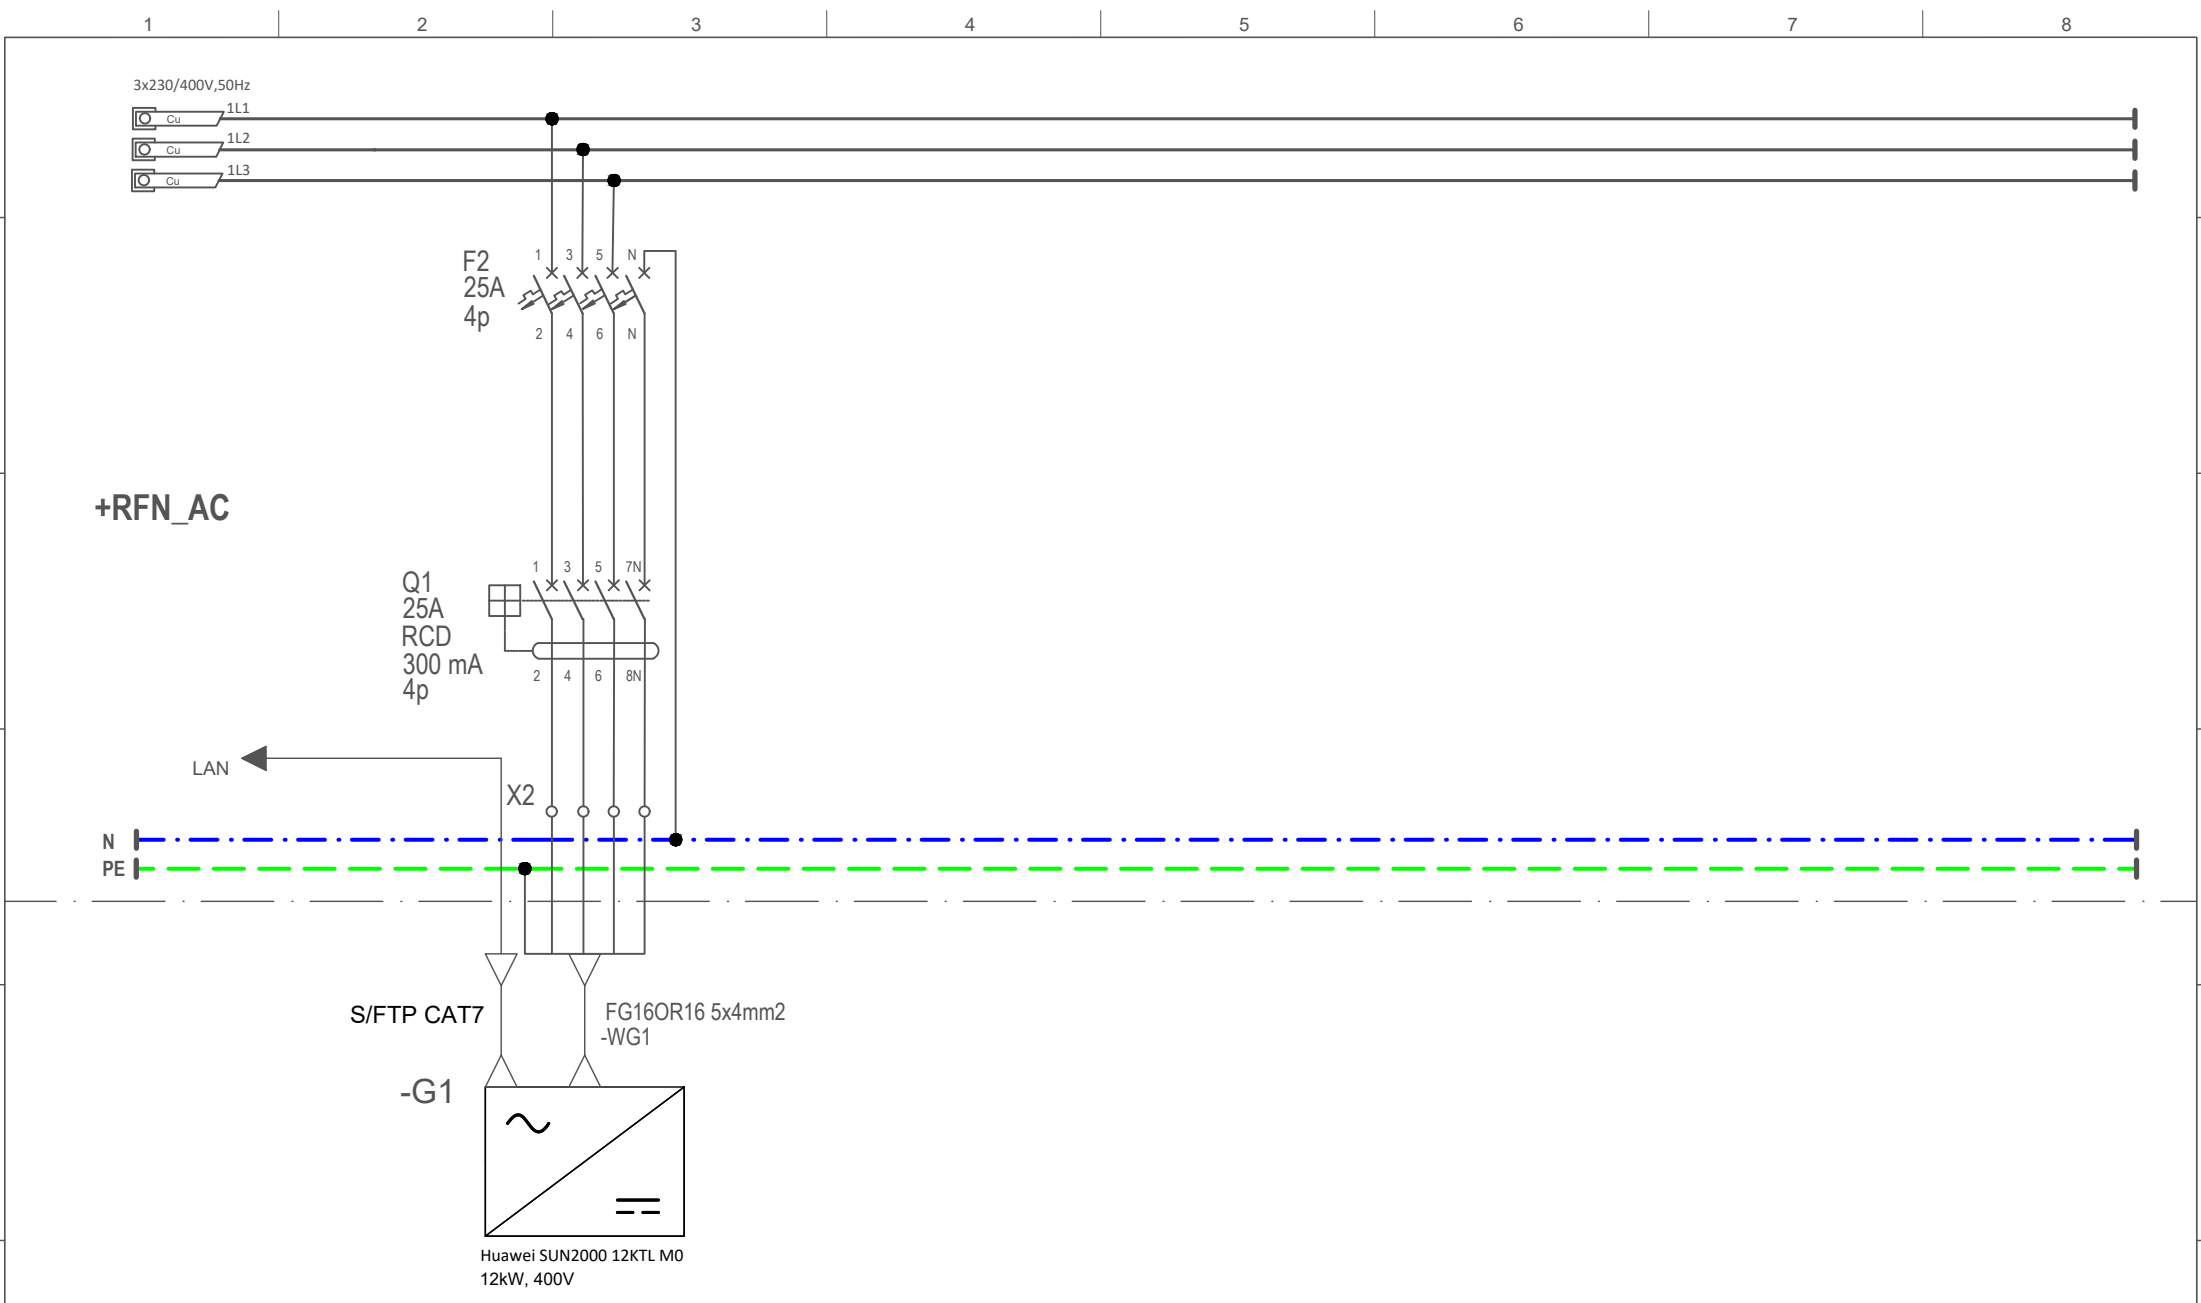 1 2 3 4 5 6 7 8
3x230/400V,50Hz
Cu 1L1
Cu 1L2
Cu 1L3
F2
25A
4p
1 3 5 N
2 4 6 N
+RFN_AC
Q1
25A
RCD
300 mA
4p
1 3 5 7N
2 4 6 8N
LAN
X2
N
PE
S/FTP CAT7
FG16OR16 5x4mm2
-WG1
-G1
Huawei SUN2000 12KTL M0
12kW, 400V